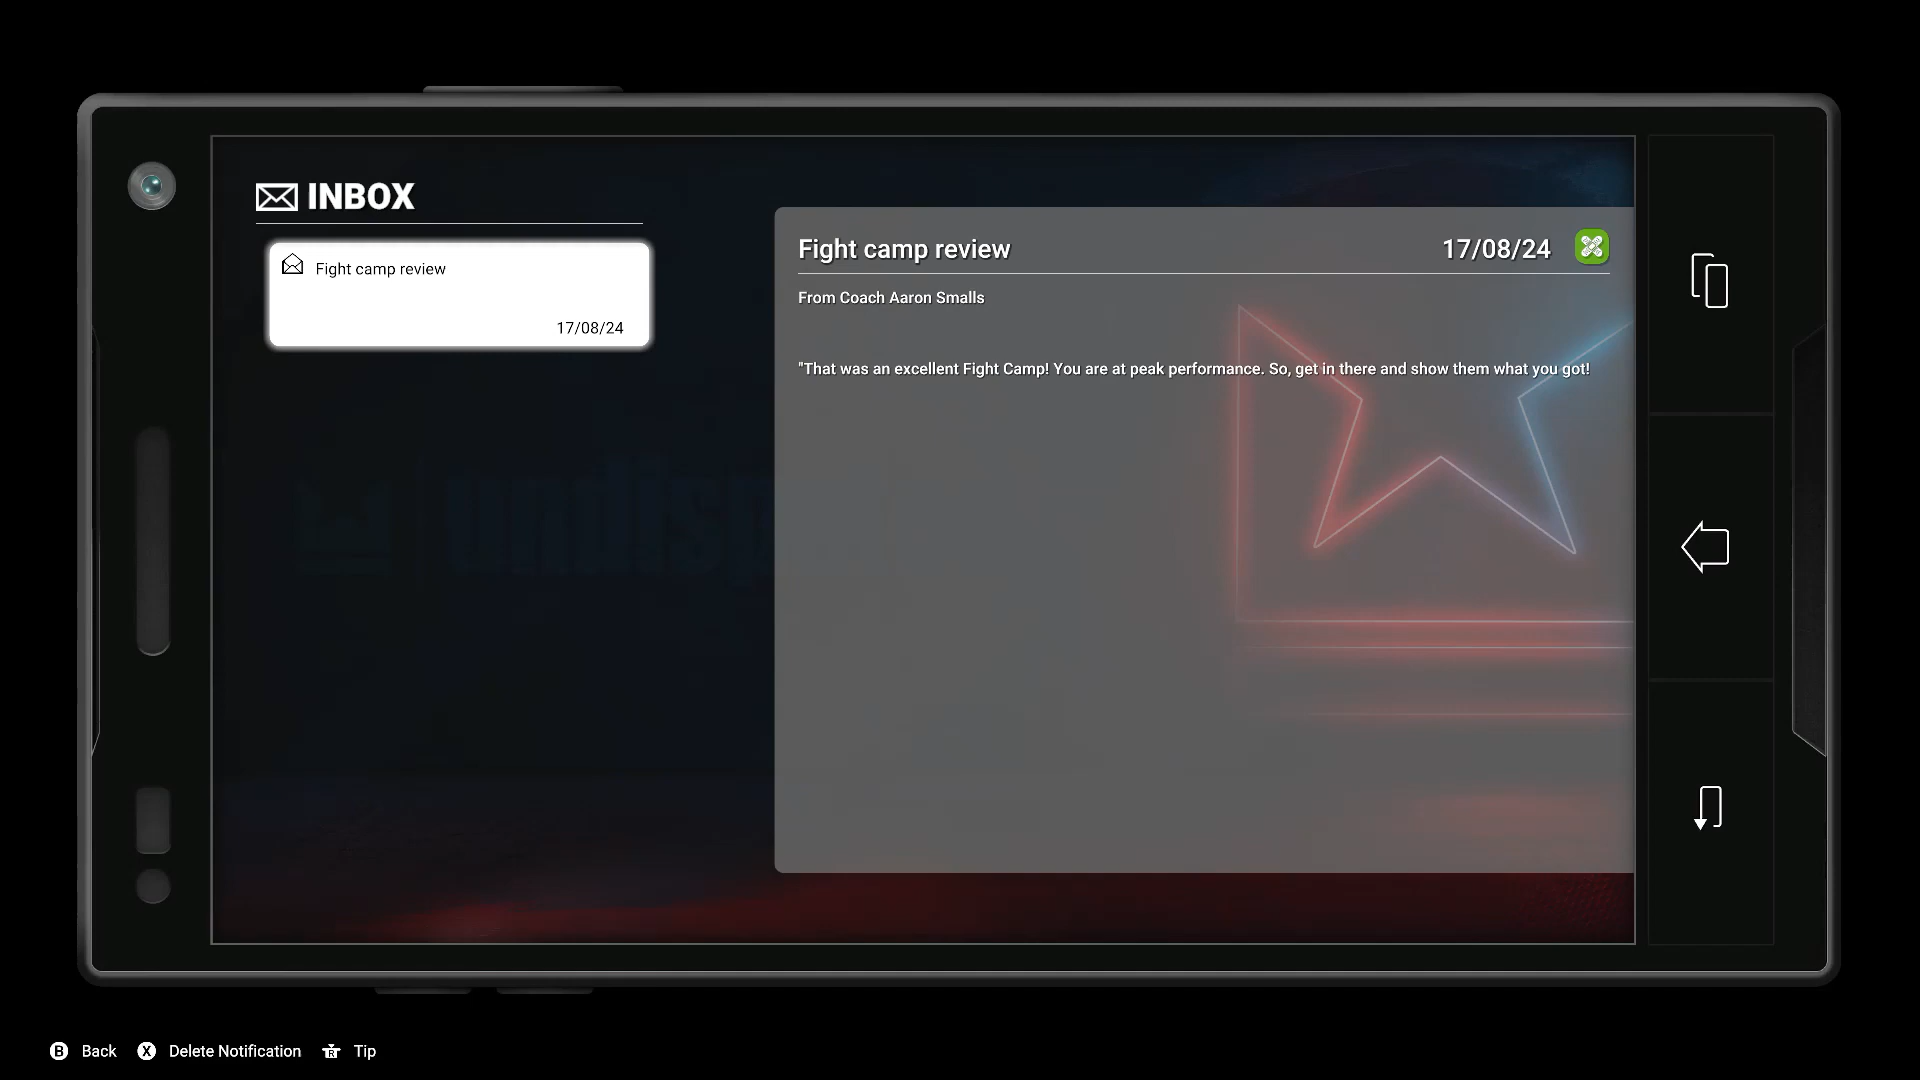 INBOX
Fight camp review
17/08/24
Fight camp review
17/08/24
From Coach Aaron Smalls
"That was an excellent Fight Camp! You are at peak performance. So, get in there and show them what you got!
undisp
B Back
X Delete Notification
R Tip